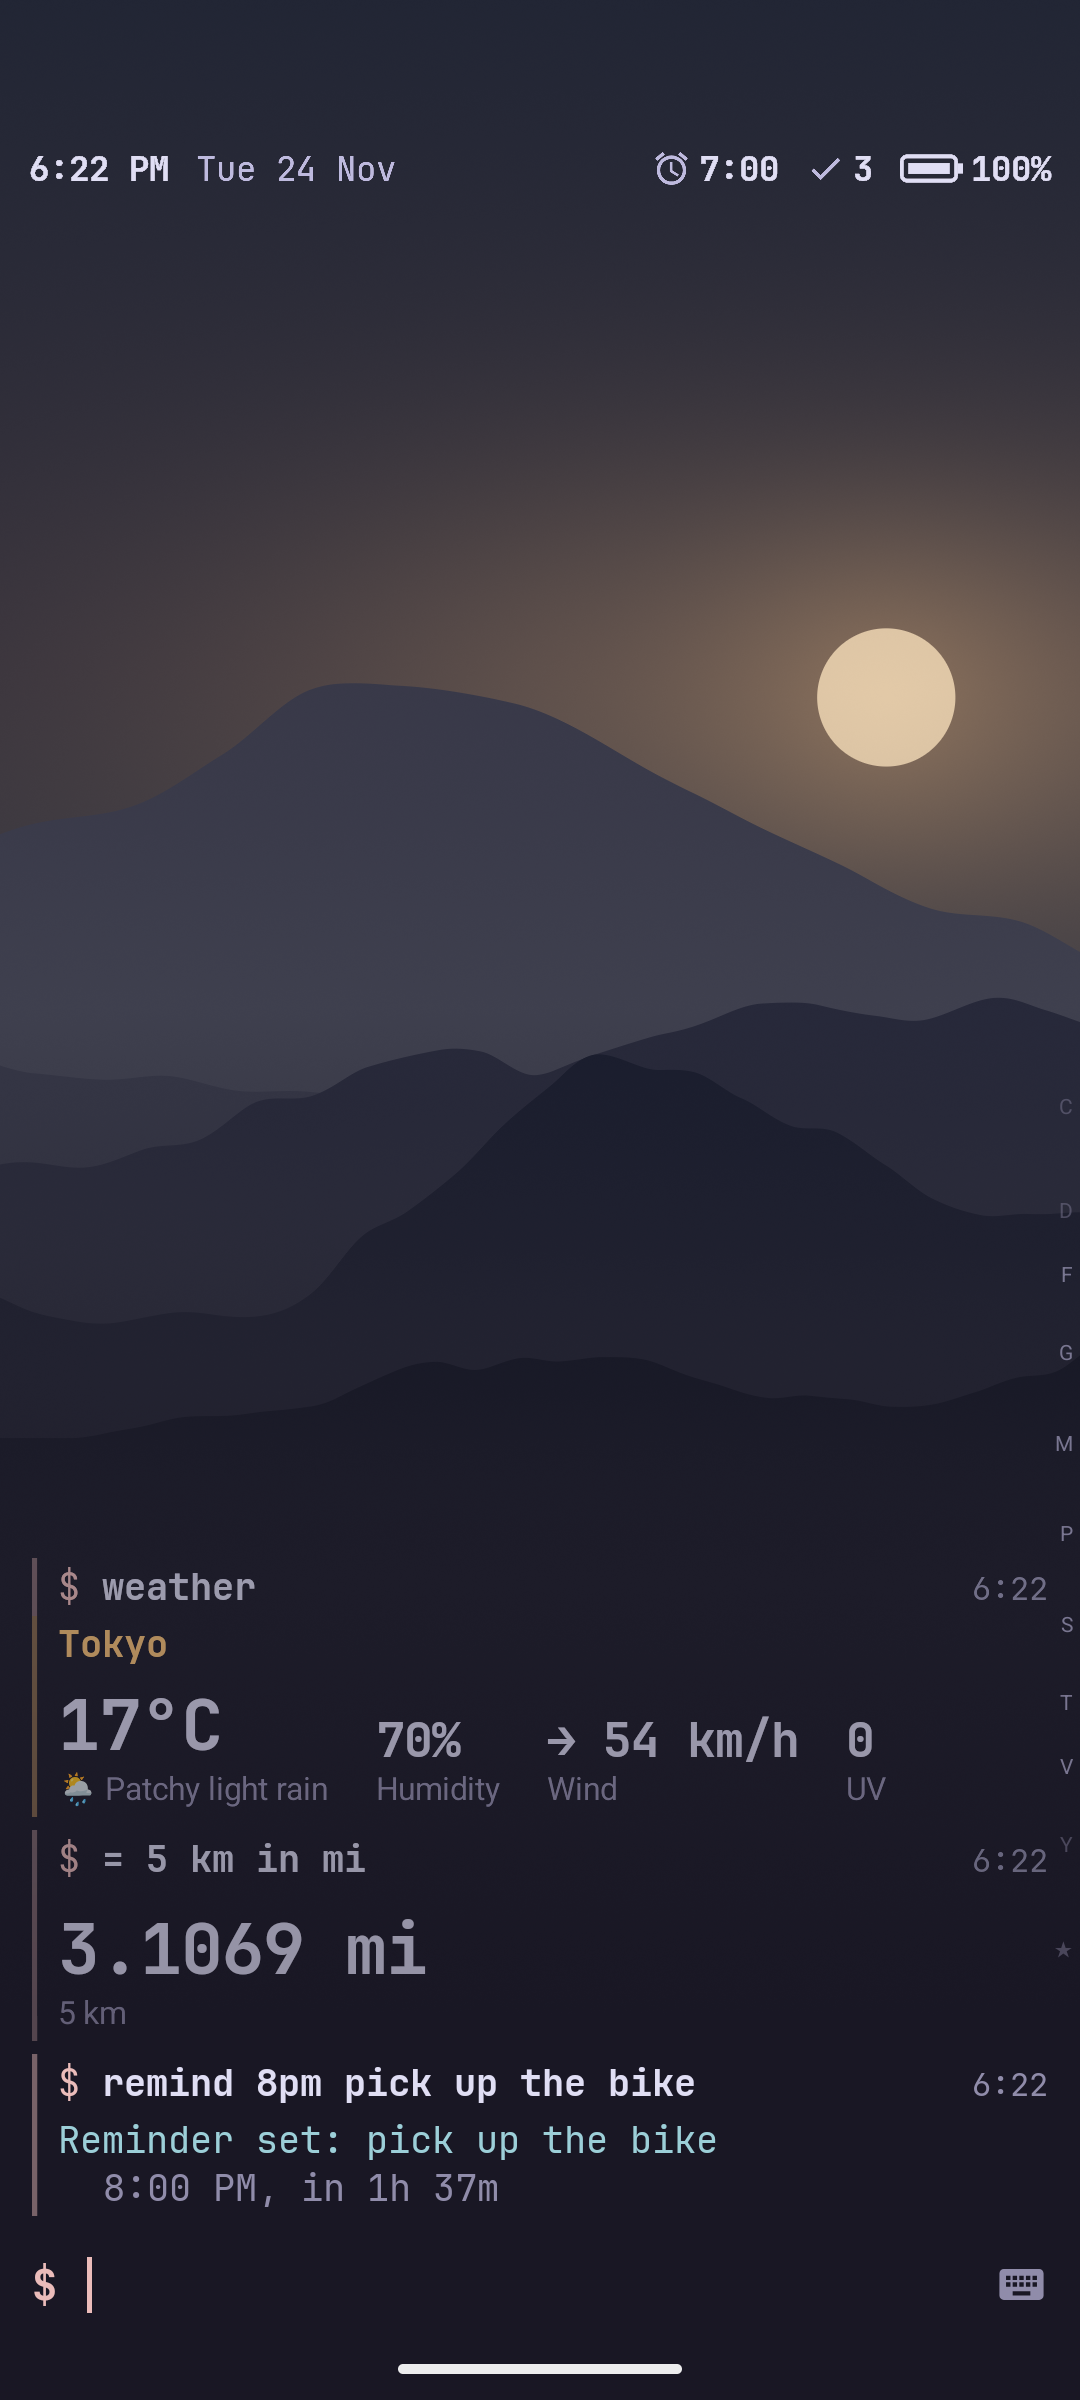 6:22 PM Tue 24 Nov 7:00 3 100%
C
D
F
G
M
P
$ weather 6:22
S
Tokyo
T
17°C 70% → 54 km/h 0
V
🌦 Patchy light rain Humidity Wind UV
Y
$ = 5 km in mi 6:22
3.1069 mi
★
5 km
$ remind 8pm pick up the bike 6:22
Reminder set: pick up the bike
8:00 PM, in 1h 37m
$